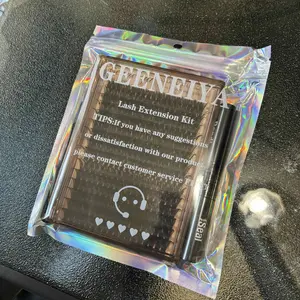 GEENEIYA
Lash Extension Kit
TIPS:If you have any suggestions
or dissatisfaction with our product
please contact customer service